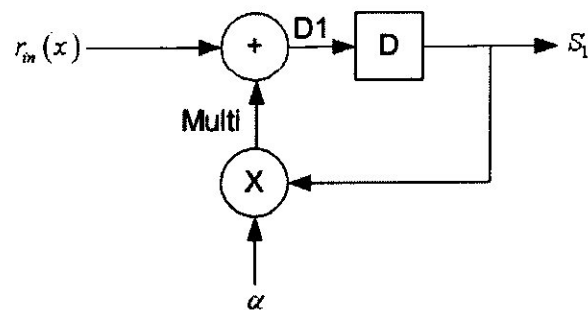 r_in(x)
+
D1
D
S_1
Multi
X
α